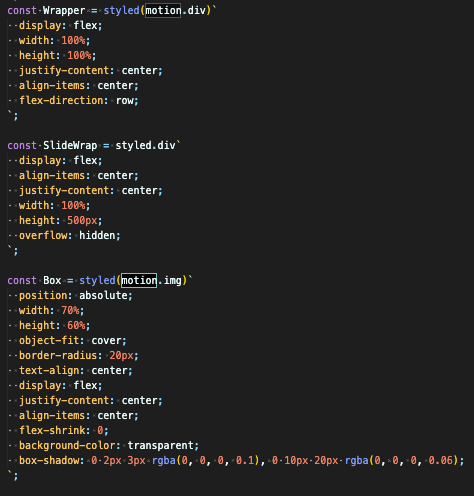 const Wrapper = styled(motion.div)`
  display: flex;
  width: 100%;
  height: 100%;
  justify-content: center;
  align-items: center;
  flex-direction: row;
`;
const SlideWrap = styled.div`
  display: flex;
  align-items: center;
  justify-content: center;
  width: 100%;
  height: 500px;
  overflow: hidden;
`;
const Box = styled(motion.img)`
  position: absolute;
  width: 70%;
  height: 60%;
  object-fit: cover;
  border-radius: 20px;
  text-align: center;
  display: flex;
  justify-content: center;
  align-items: center;
  flex-shrink: 0;
  background-color: transparent;
  box-shadow: 0 2px 3px rgba(0, 0, 0, 0.1), 0 10px 20px rgba(0, 0, 0, 0.06);
`;